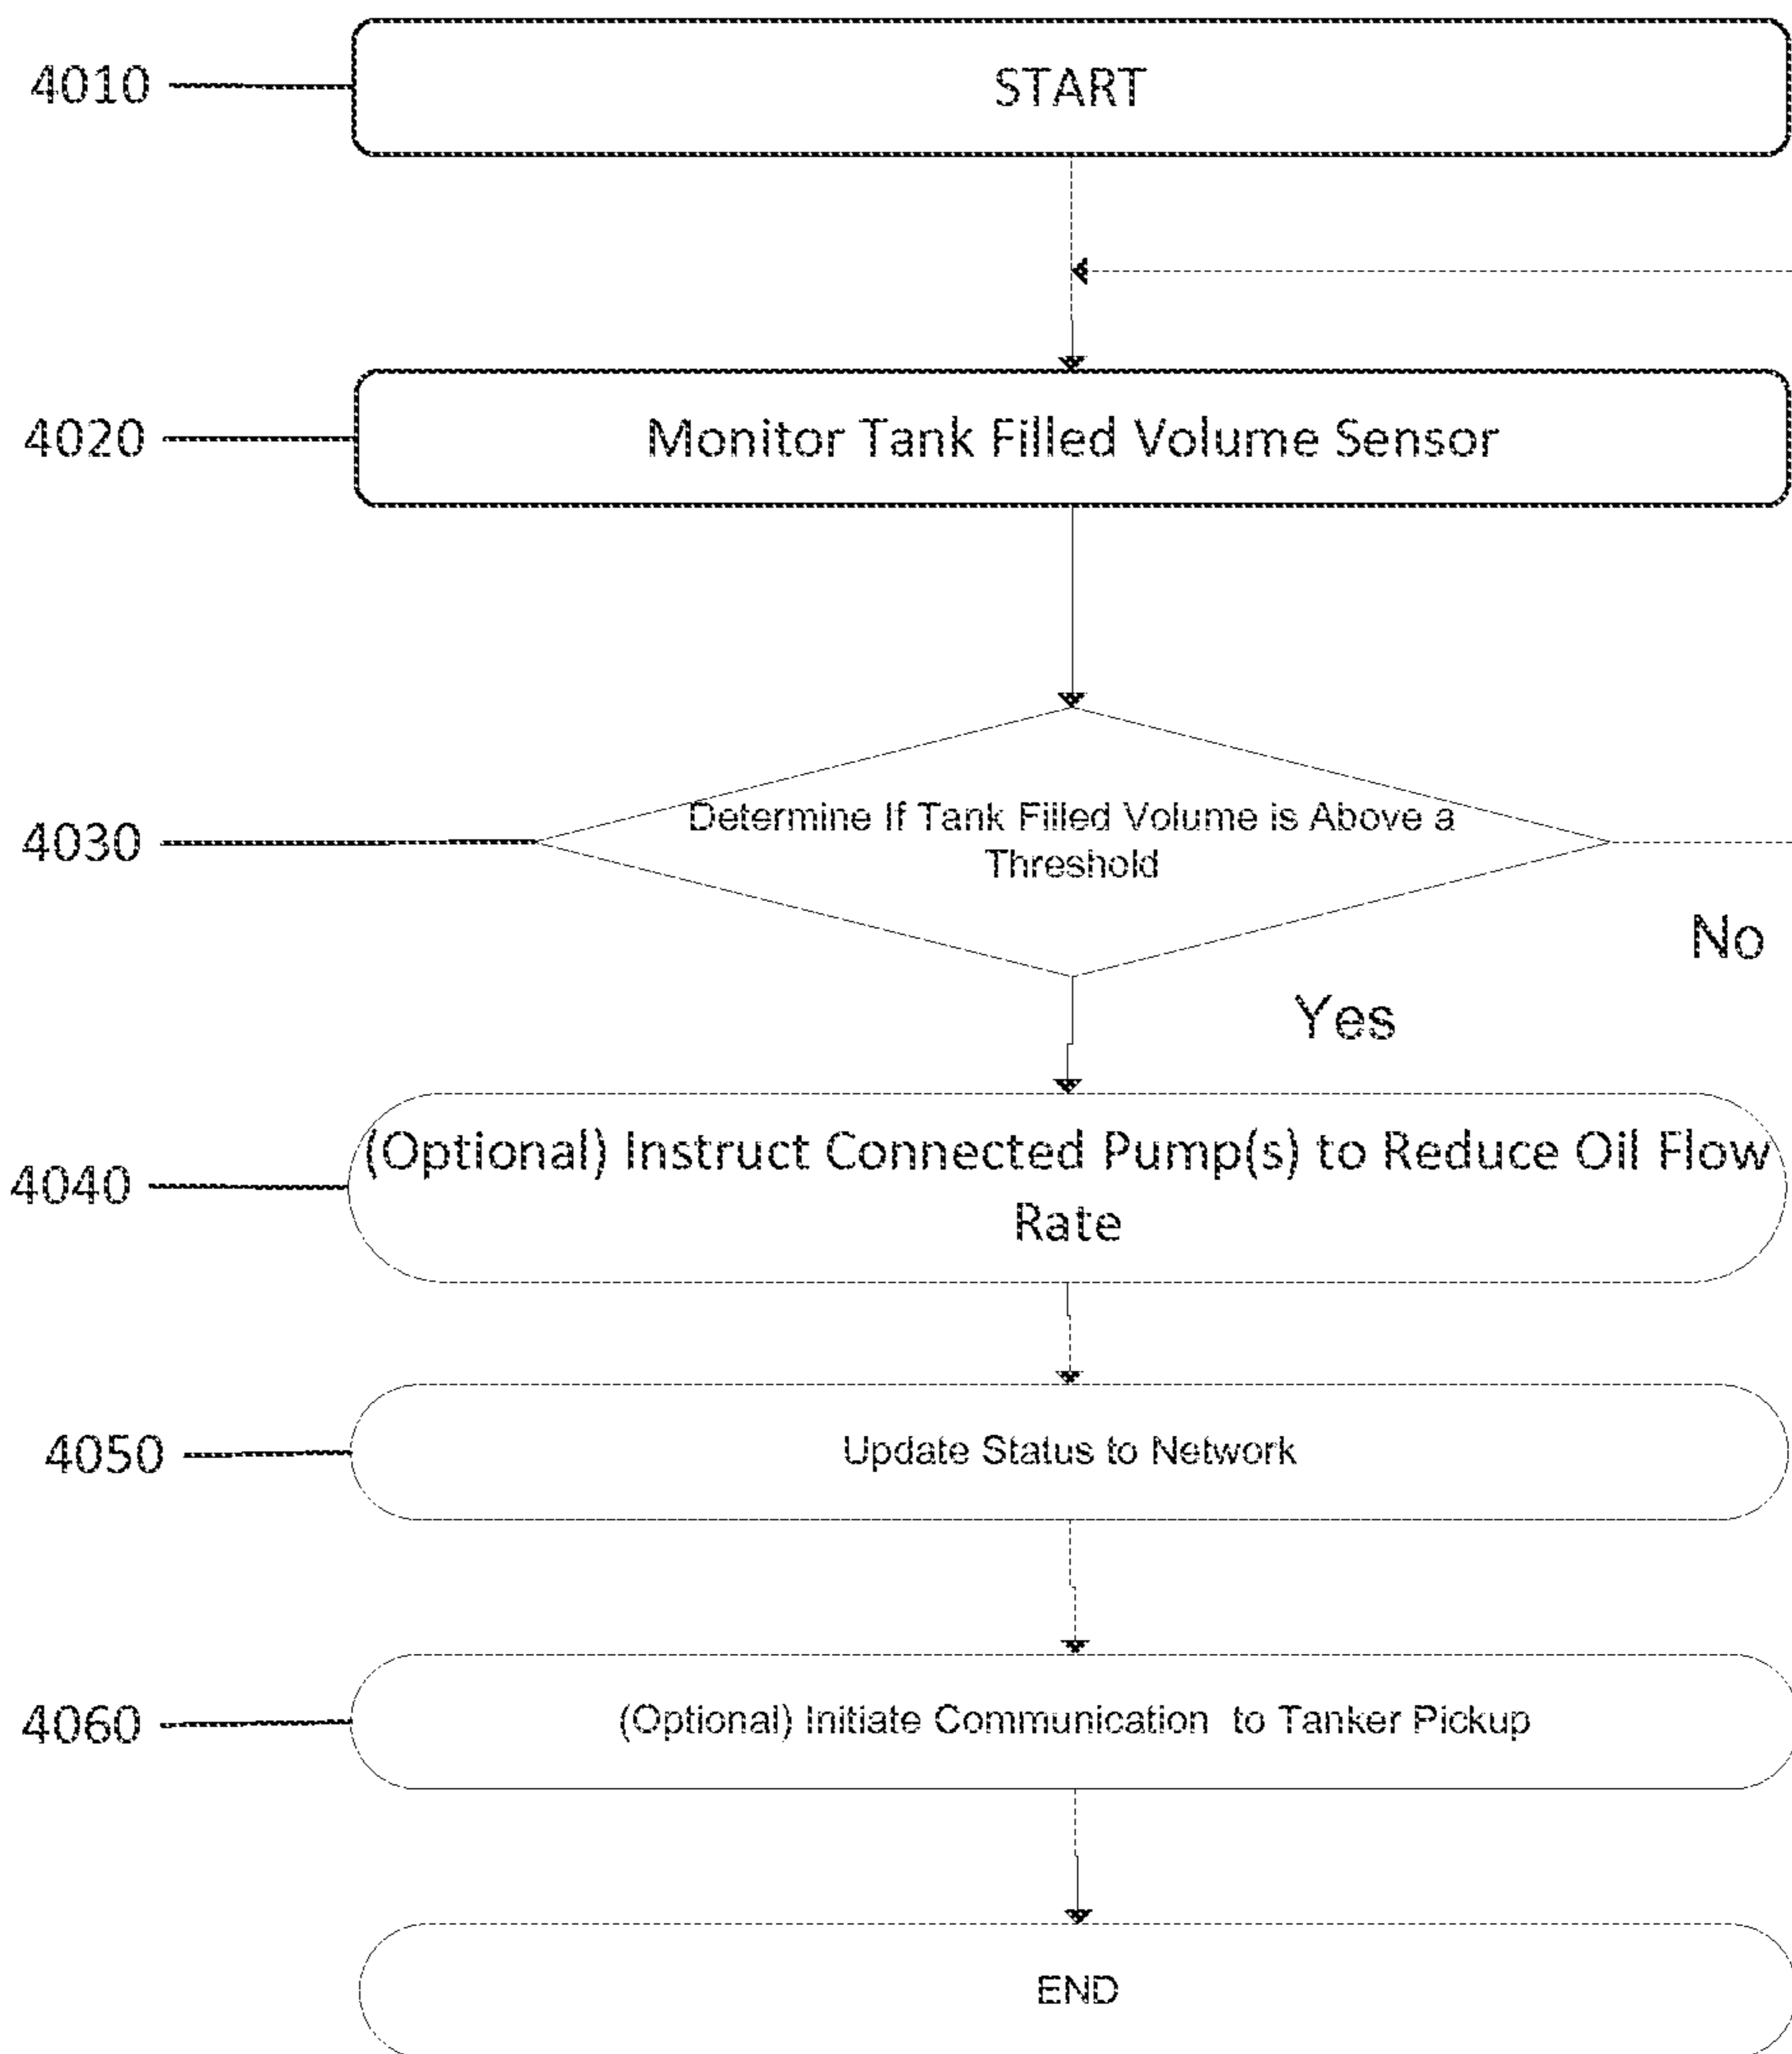 4010
START
4020
Monitor Tank Filled Volume Sensor
4030
Determine If Tank Filled Volume is Above a
Threshold
No
Yes
4040
(Optional) Instruct Connected Pump(s) to Reduce Oil Flow
Rate
4050
Update Status to Network
4060
(Optional) Initiate Communication to Tanker Pickup
END